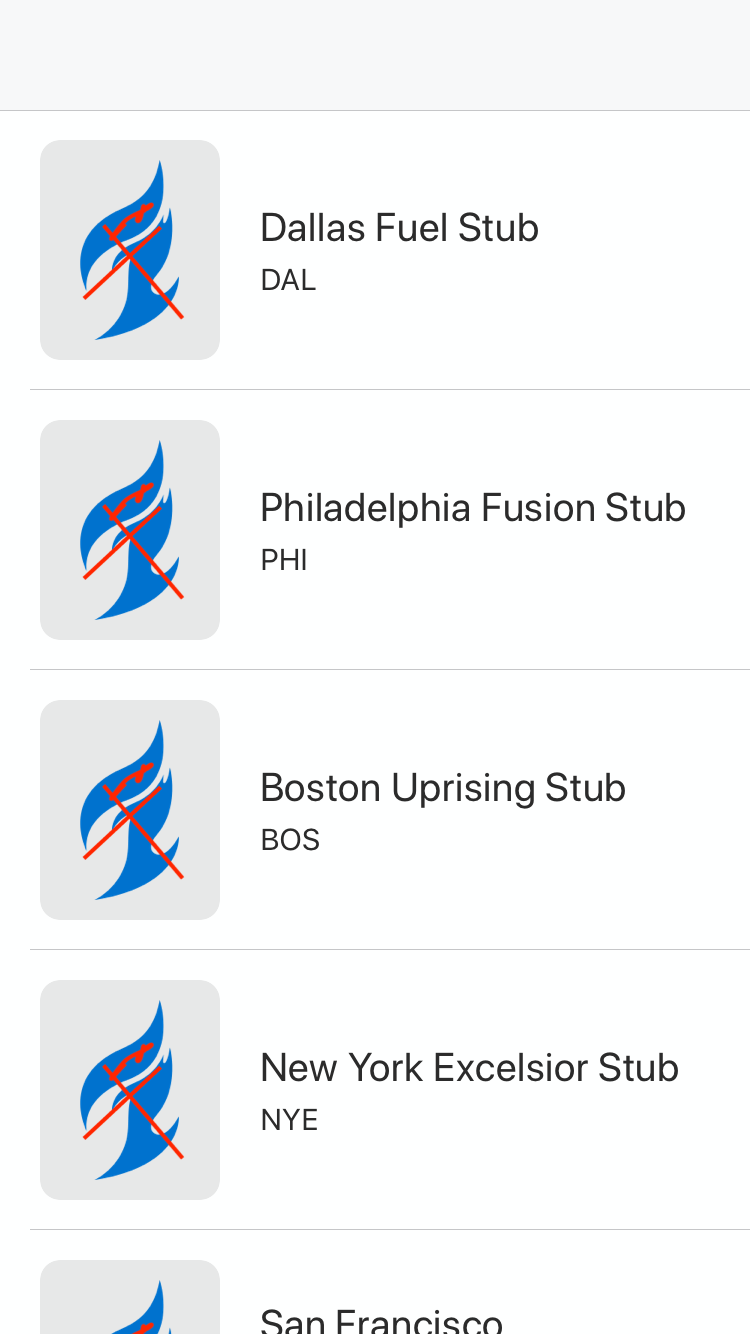 Dallas Fuel Stub
DAL
Philadelphia Fusion Stub
PHI
Boston Uprising Stub
BOS
New York Excelsior Stub
NYE
San Francisco